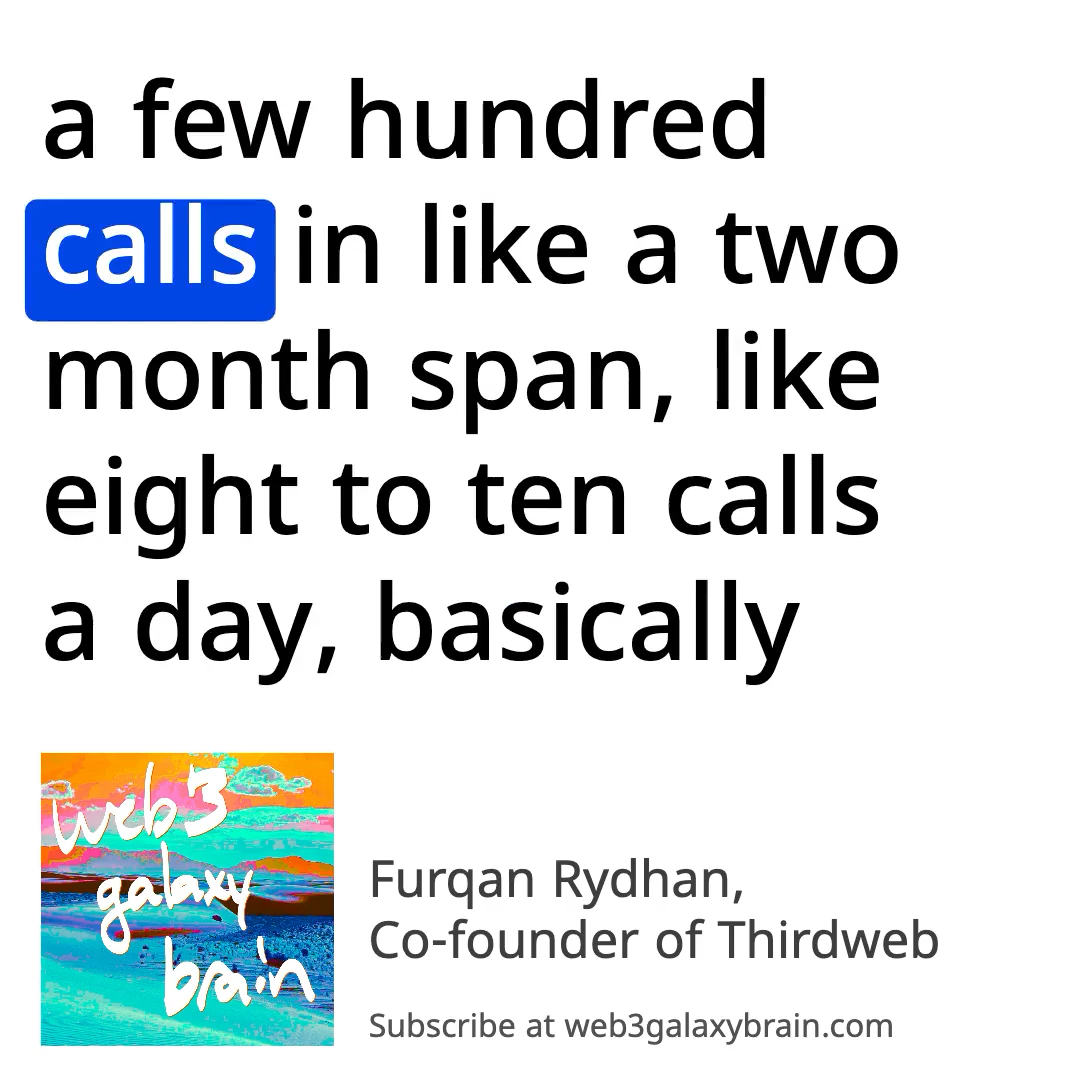 a few hundred
calls in like a two
month span, like
eight to ten calls
a day, basically
web3
galaxy
brain
Furqan Rydhan,
Co-founder of Thirdweb
Subscribe at web3galaxybrain.com